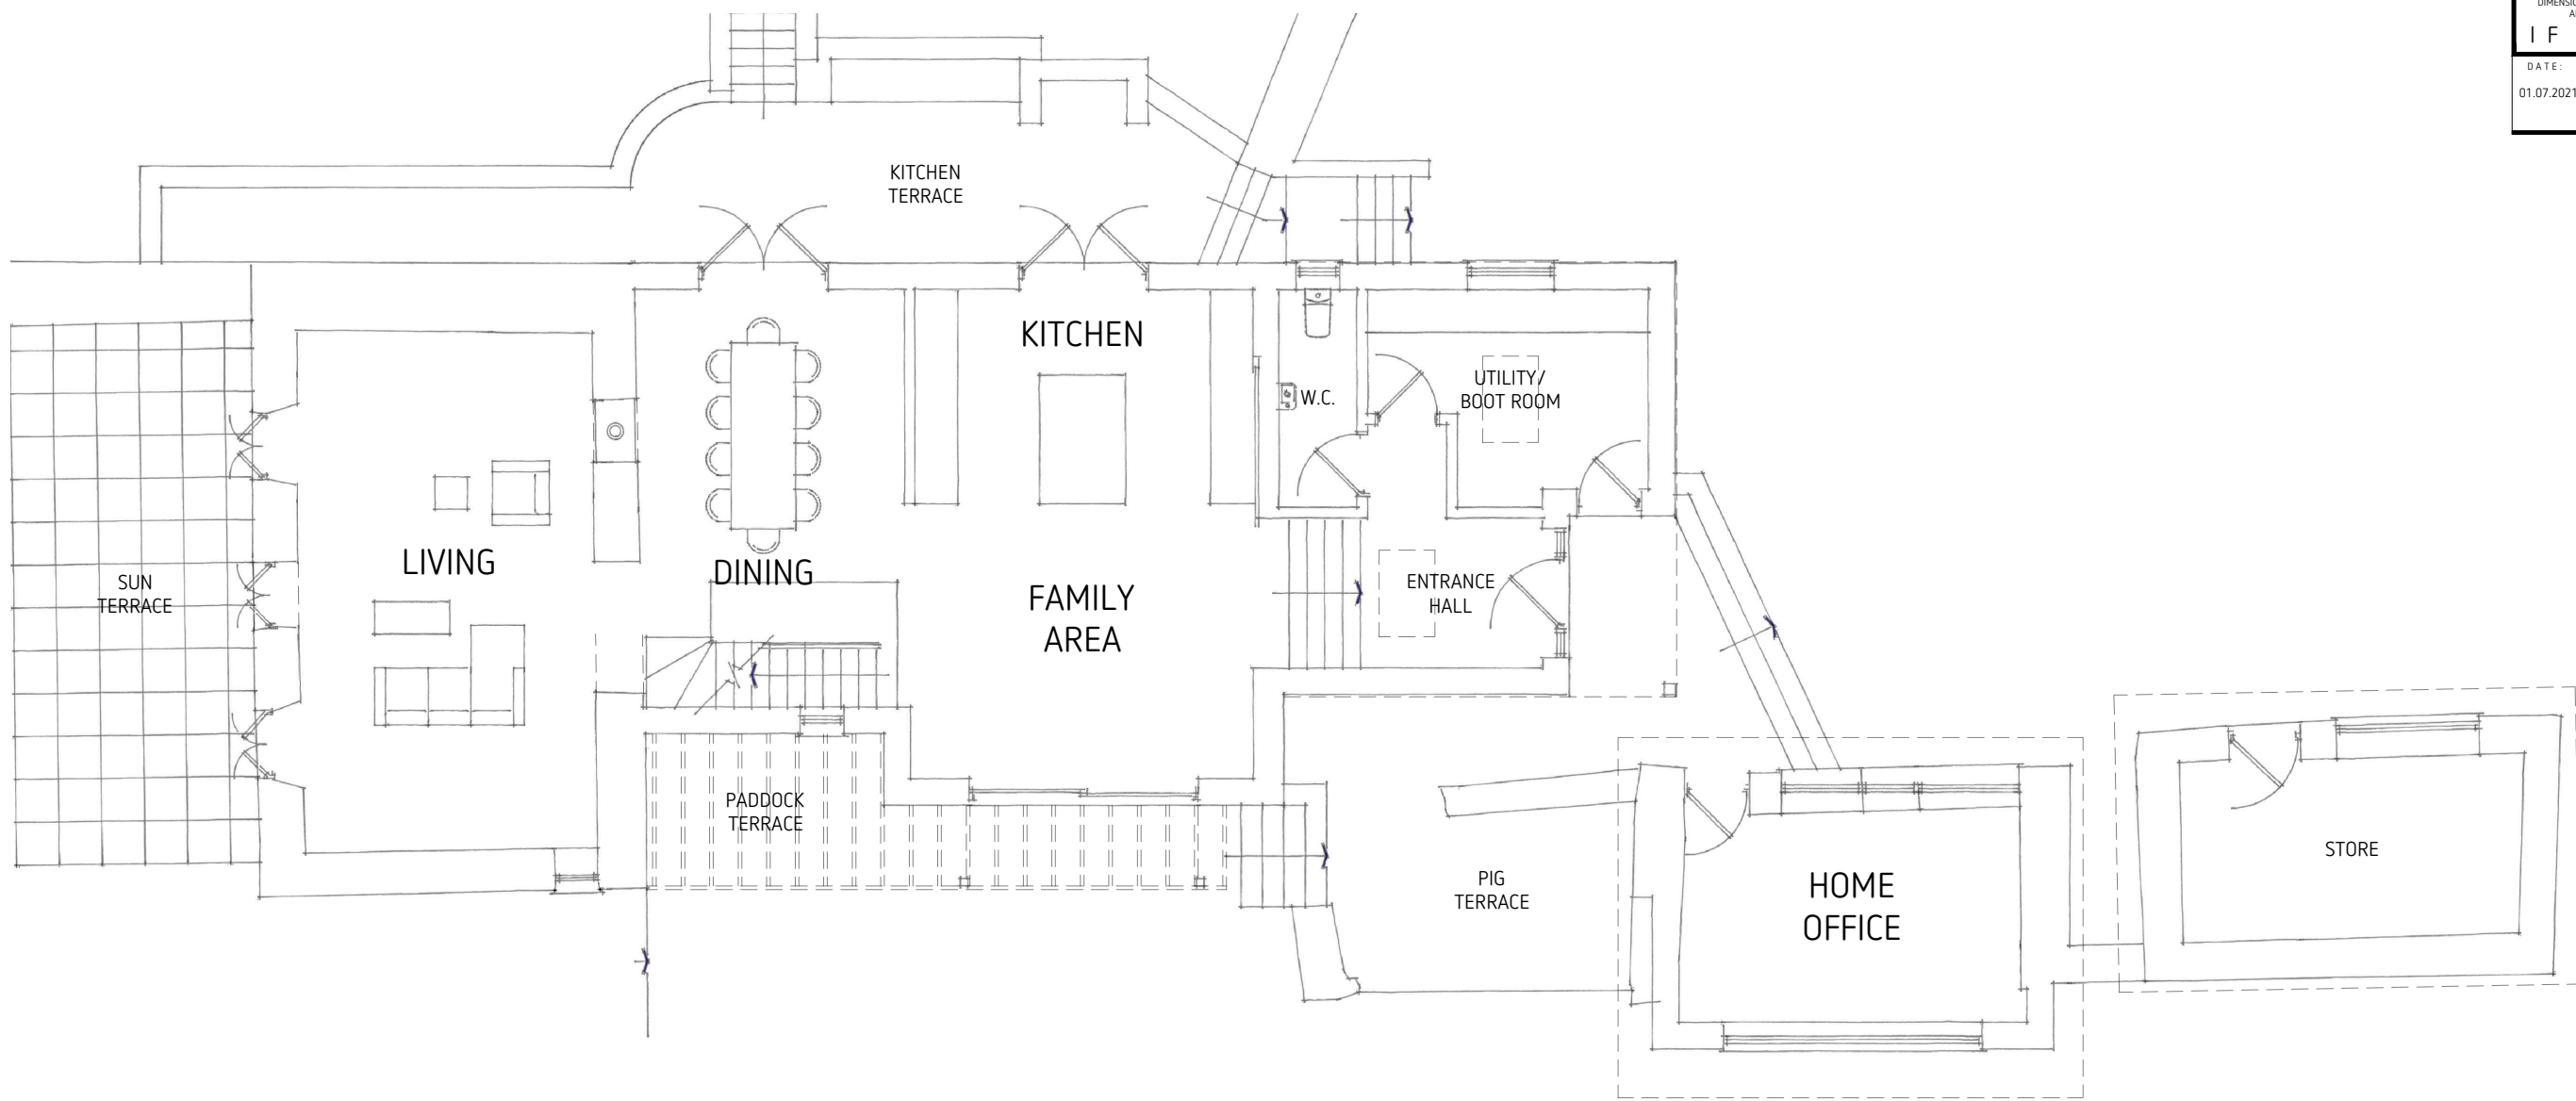 I F
DATE:
01.07.2021
KITCHEN
TERRACE
KITCHEN
W.C.
UTILITY/
BOOT ROOM
LIVING
DINING
SUN
TERRACE
FAMILY
AREA
ENTRANCE
HALL
PADDOCK
TERRACE
PIG
TERRACE
HOME
OFFICE
STORE